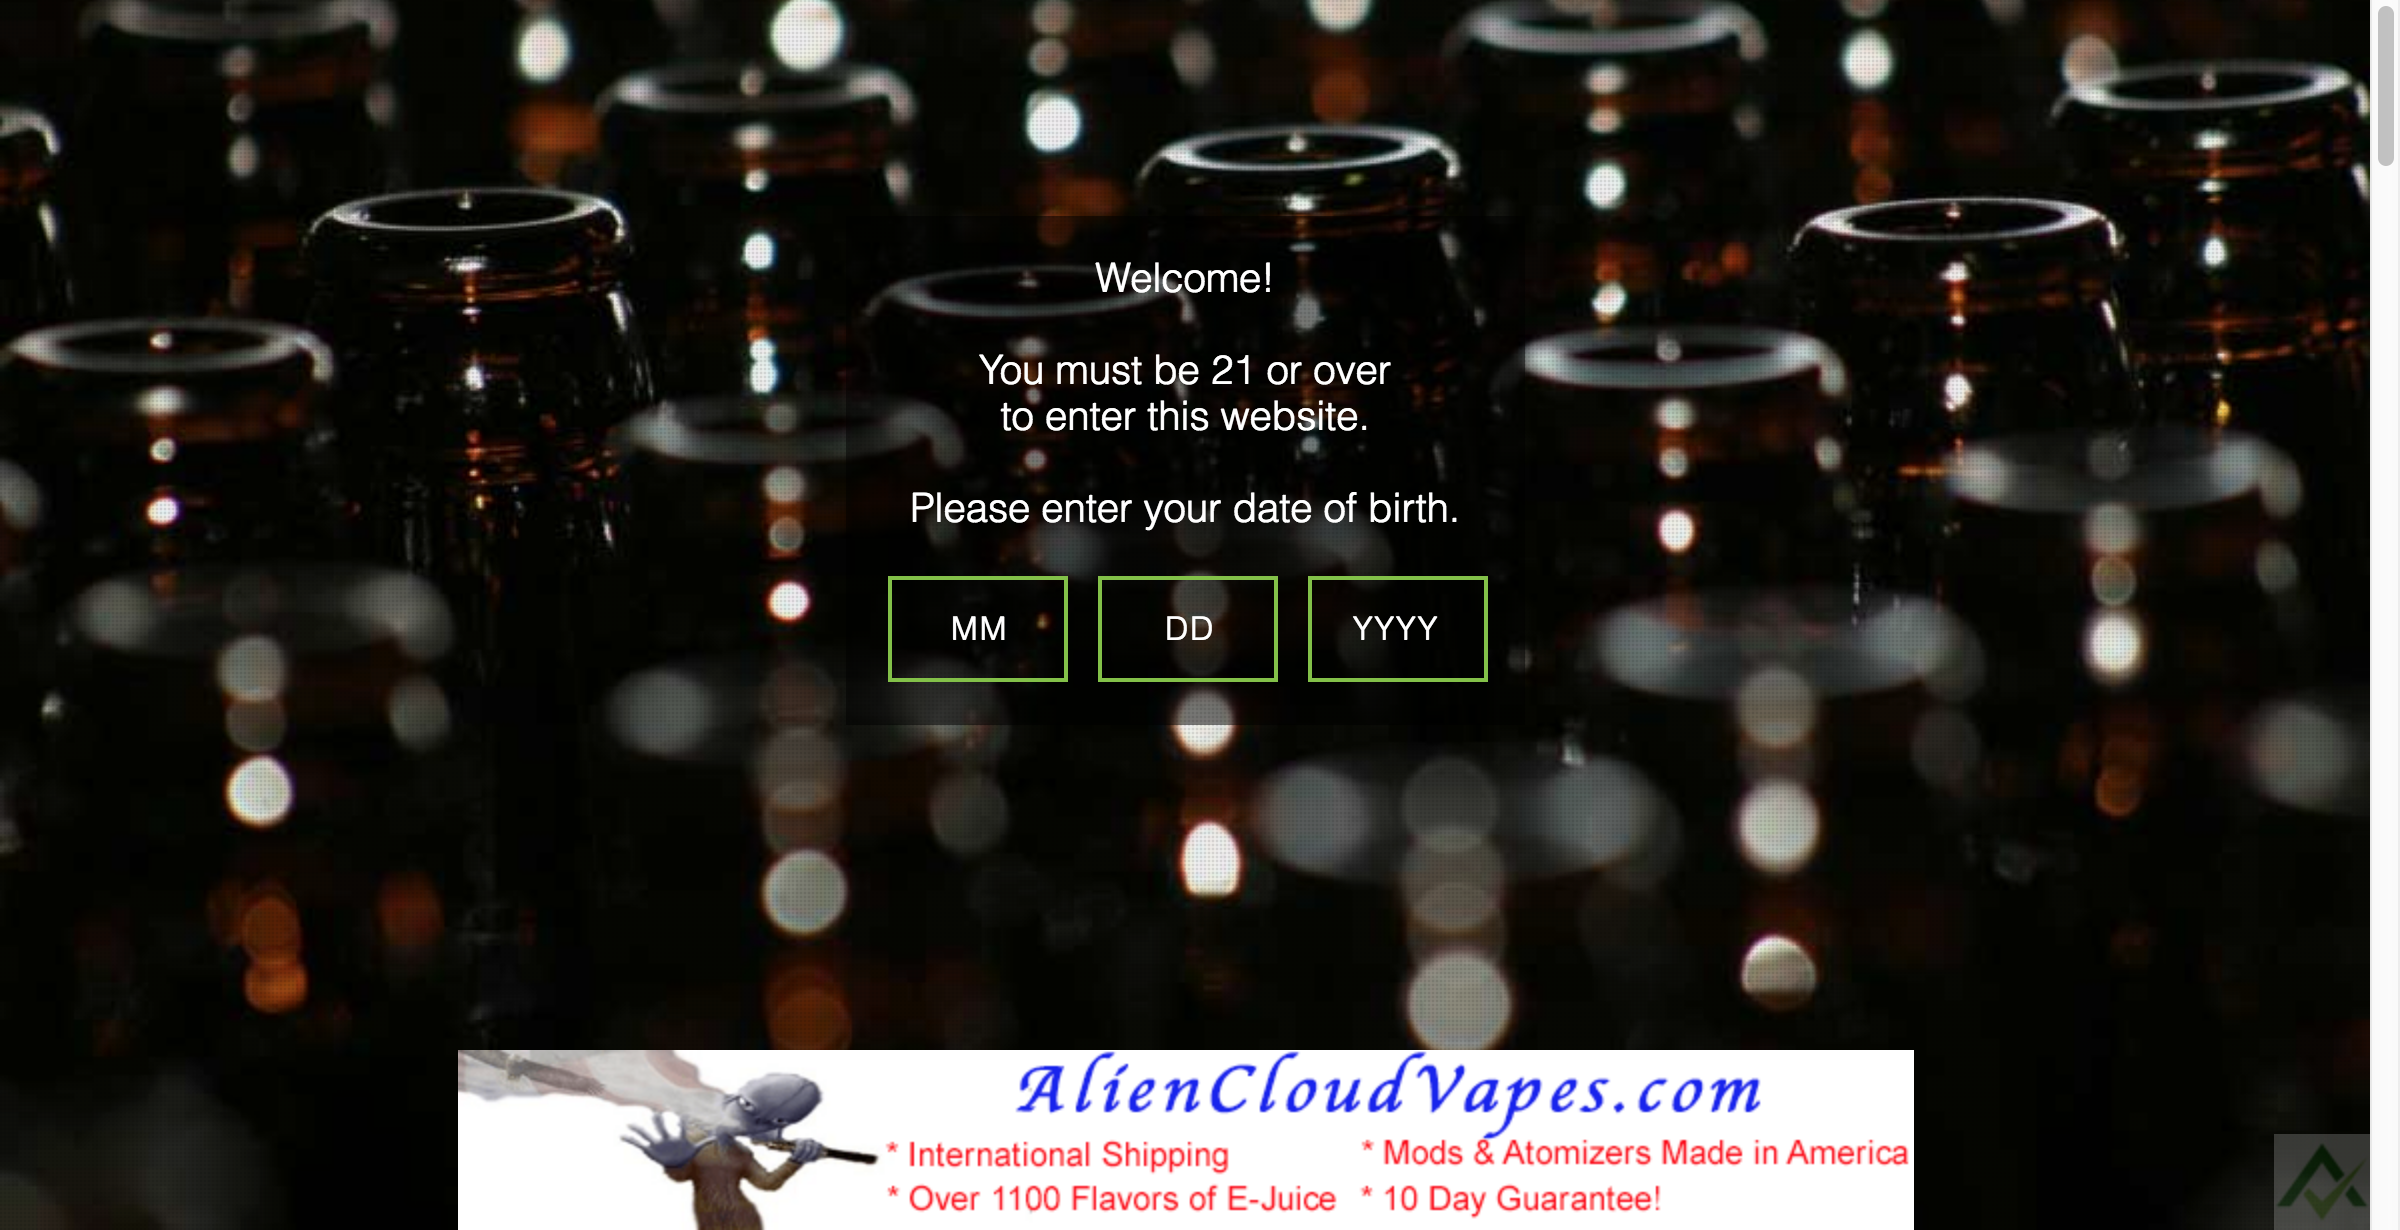 Welcome!
You must be 21 or over
to enter this website.
Please enter your date of birth.
MM DD YYYY
AlienCloudVapes.com
* International Shipping * Mods & Atomizers Made in America
* Over 1100 Flavors of E-Juice * 10 Day Guarantee!